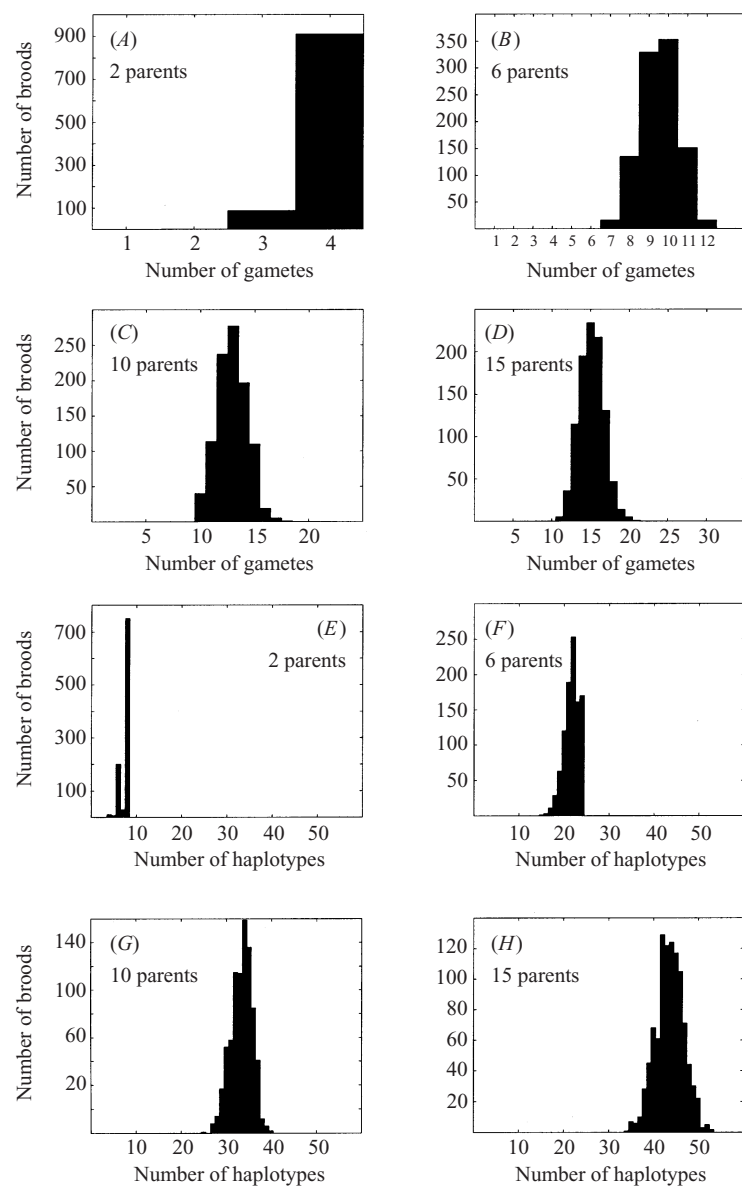 (A)
2 parents
Number of broods
900
700
500
300
100
1 2 3 4
Number of gametes
(B)
6 parents
350
300
250
200
150
100
50
1 2 3 4 5 6 7 8 9 10 11 12
Number of gametes
(C)
10 parents
Number of broods
250
200
150
100
50
5 10 15 20
Number of gametes
(D)
15 parents
200
150
100
50
5 10 15 20 25 30
Number of gametes
(E)
2 parents
Number of broods
700
500
300
100
10 20 30 40 50
Number of haplotypes
(F)
6 parents
250
200
150
100
50
10 20 30 40 50
Number of haplotypes
(G)
10 parents
Number of broods
140
100
60
20
10 20 30 40 50
Number of haplotypes
(H)
15 parents
120
100
80
60
40
20
10 20 30 40 50
Number of haplotypes